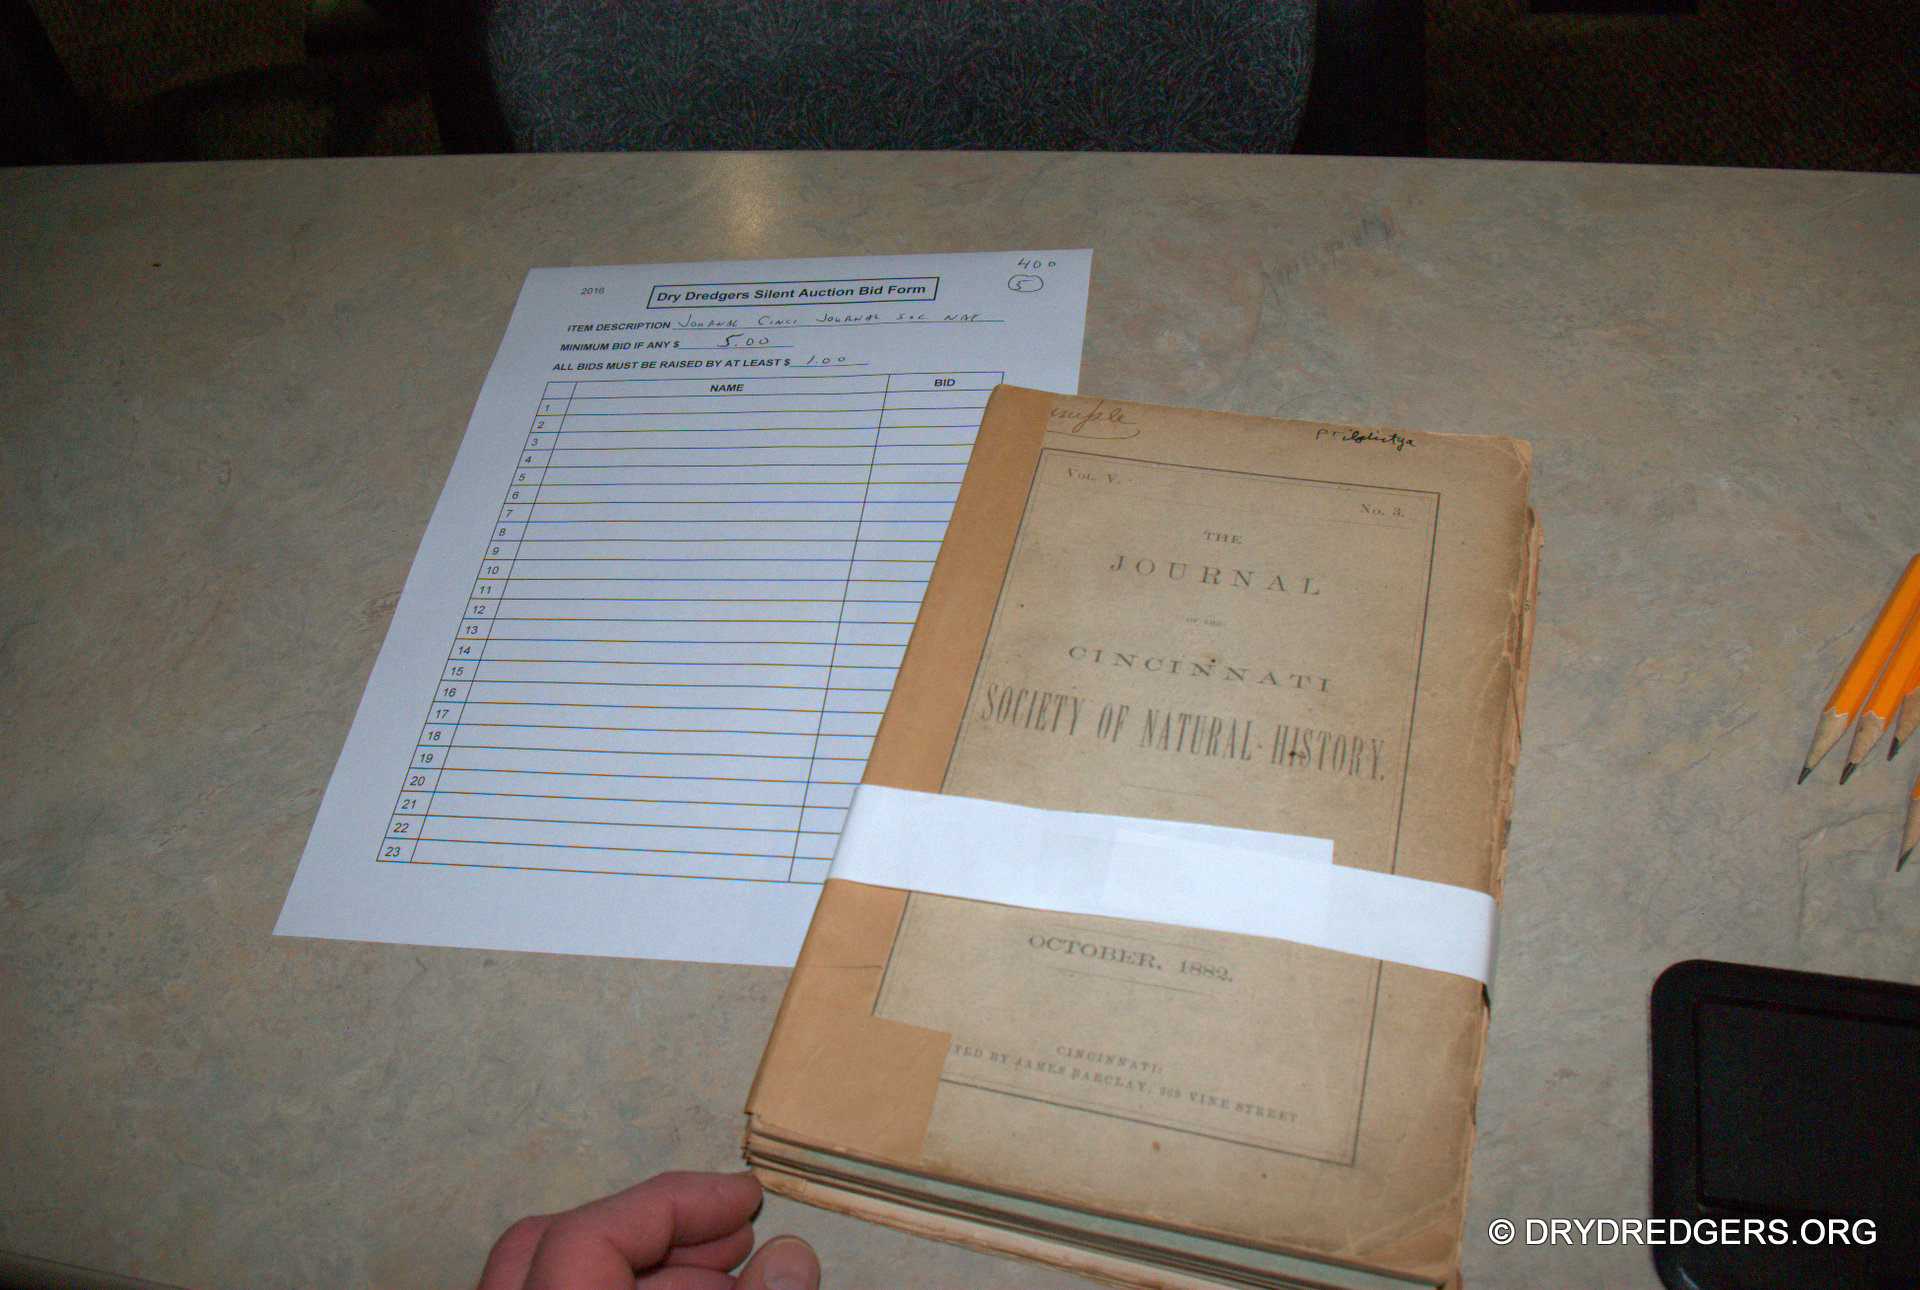 400
5
2016
Dry Dredgers Silent Auction Bid Form
ITEM DESCRIPTION JOURNAL CINCI JOURNAL SOC NAT
MINIMUM BID IF ANY $ 5.00
ALL BIDS MUST BE RAISED BY AT LEAST $ 1.00
NAME BID
1
2
3
4
5
6
7
8
9
10
11
12
13
14
15
16
17
18
19
20
21
22
23
VOL. V.
No. 3.
THE
JOURNAL
OF THE
CINCINNATI
SOCIETY OF NATURAL HISTORY.
OCTOBER, 1882.
CINCINNATI:
TED BY JAMES BARCLAY, 269 VINE STREET
© DRYDREDGERS.ORG